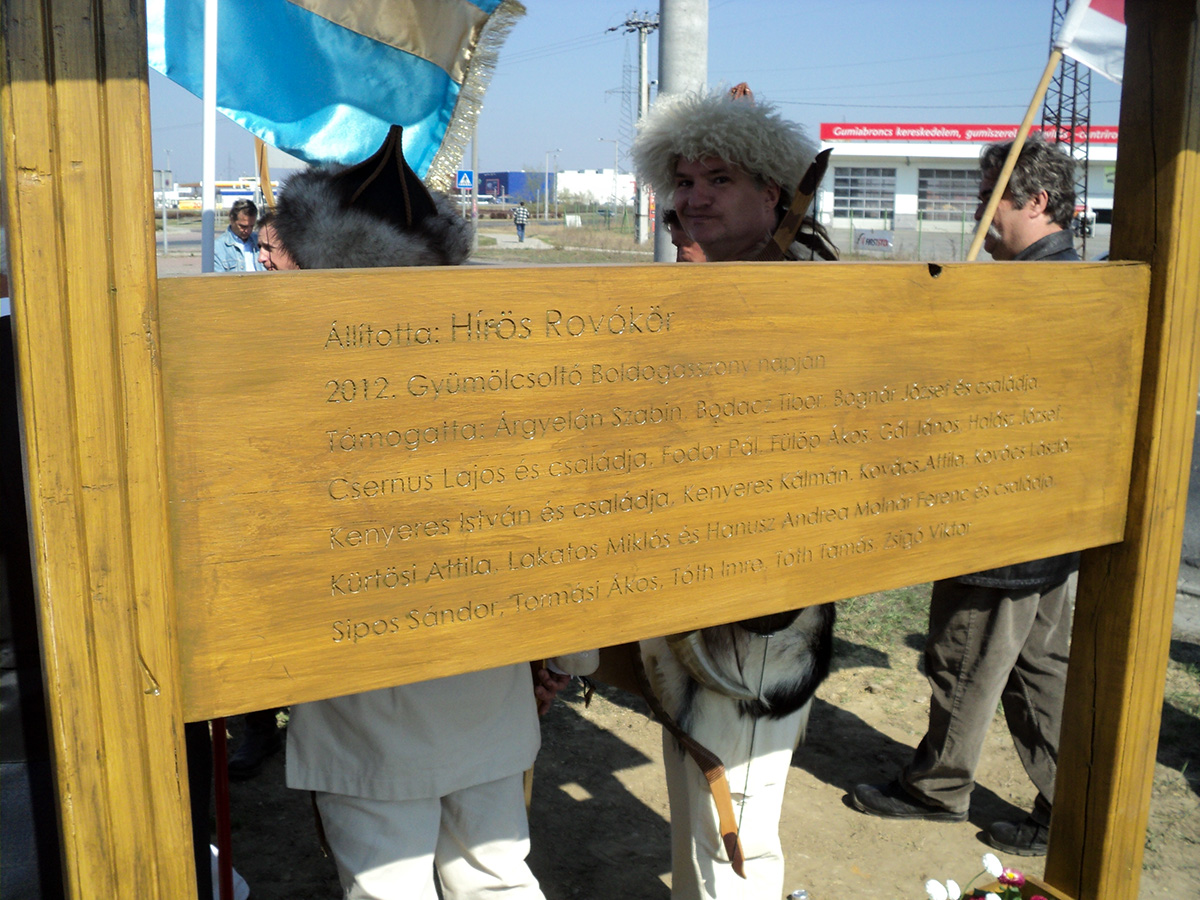 Gumiabroncs kereskedelem, gumiszerelés
Állította: Hírös Rovókör
2012. Gyümölcsoltó Boldogasszony napján
Támogatta: Árgyelán Szabin, Bodacz Tibor, Bognár József és családja
Csernus Lajos és családja, Fodor Pál, Fülöp Ákos, Gál János, Halász József,
Kenyeres István és családja, Kenyeres Kálmán, Kovács Attila, Kovács László,
Kürtösi Attila, Lakatos Miklós és Hanusz Andrea Molnár Ferenc és családja,
Sipos Sándor, Tormási Ákos, Tóth Imre, Tóth Tamás, Zsigó Viktor